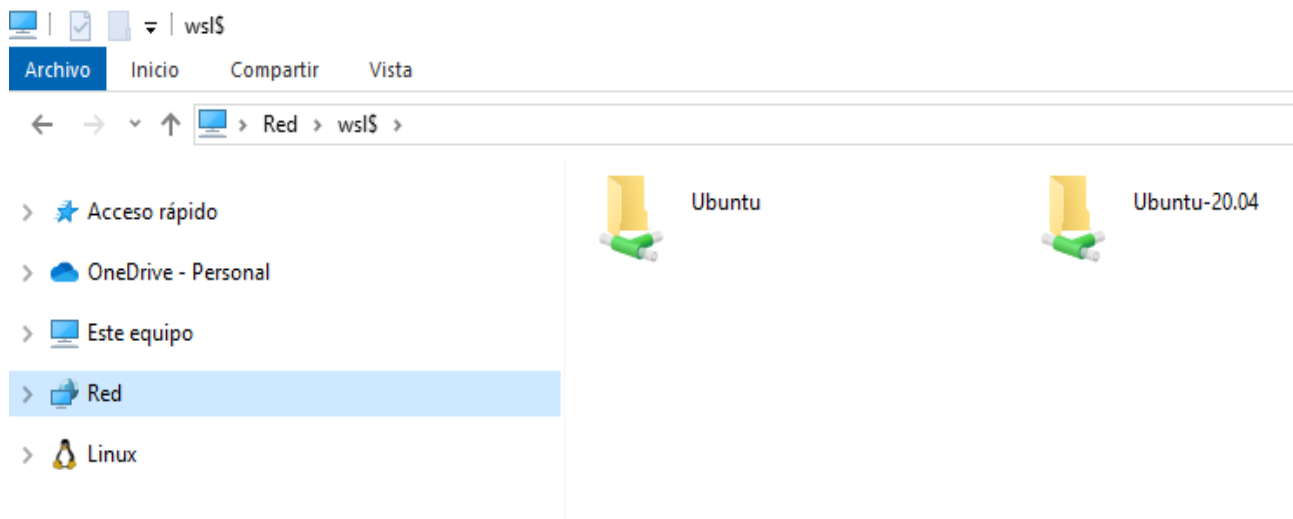 wsl$
Archivo Inicio Compartir Vista
Red wsl$
Acceso rápido
OneDrive - Personal
Este equipo
Red
Linux
Ubuntu Ubuntu-20.04